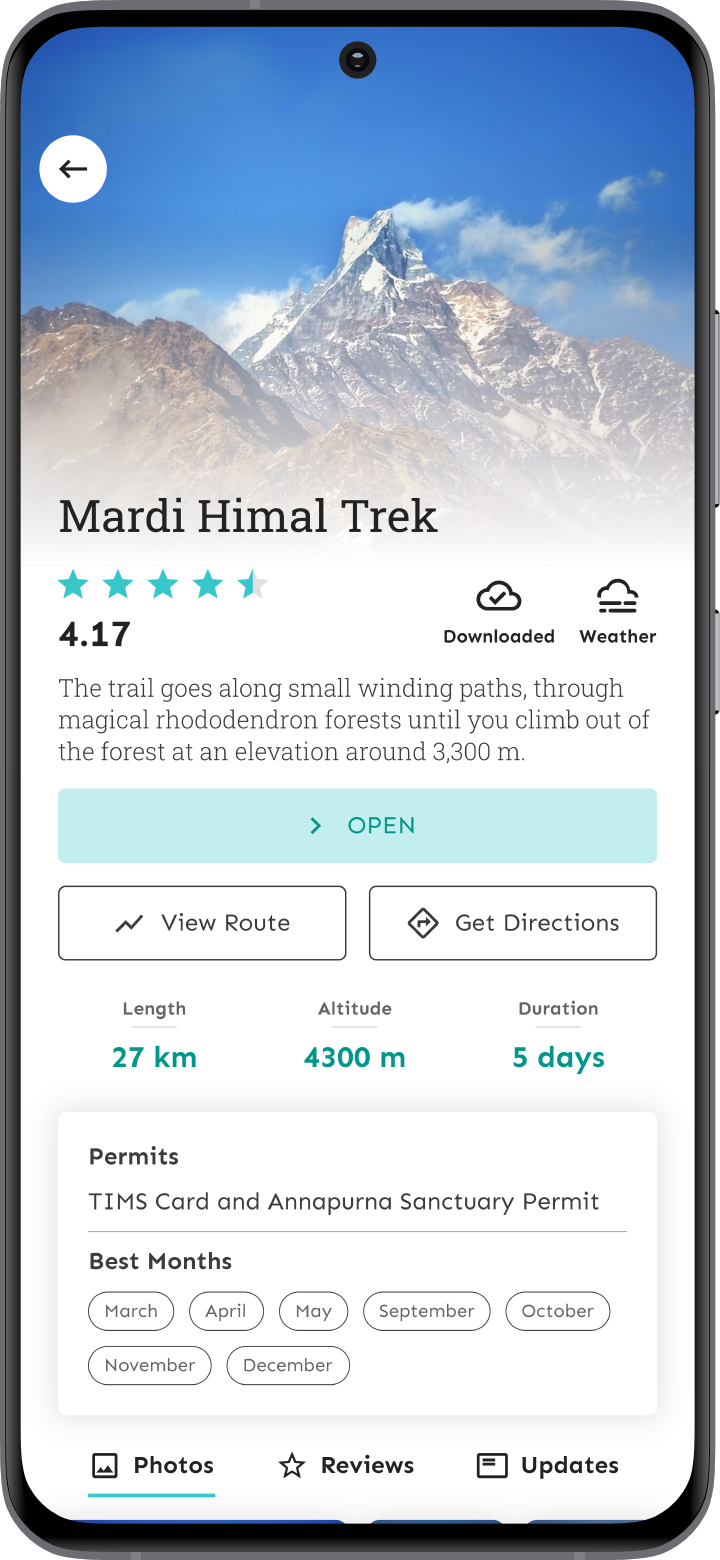 Mardi Himal Trek
4.17
Downloaded
Weather
The trail goes along small winding paths, through
magical rhododendron forests until you climb out of
the forest at an elevation around 3,300 m.
OPEN
View Route
Get Directions
Length
Altitude
Duration
27 km
4300 m
5 days
Permits
TIMS Card and Annapurna Sanctuary Permit
Best Months
March April May September October
November December
Photos
Reviews
Updates